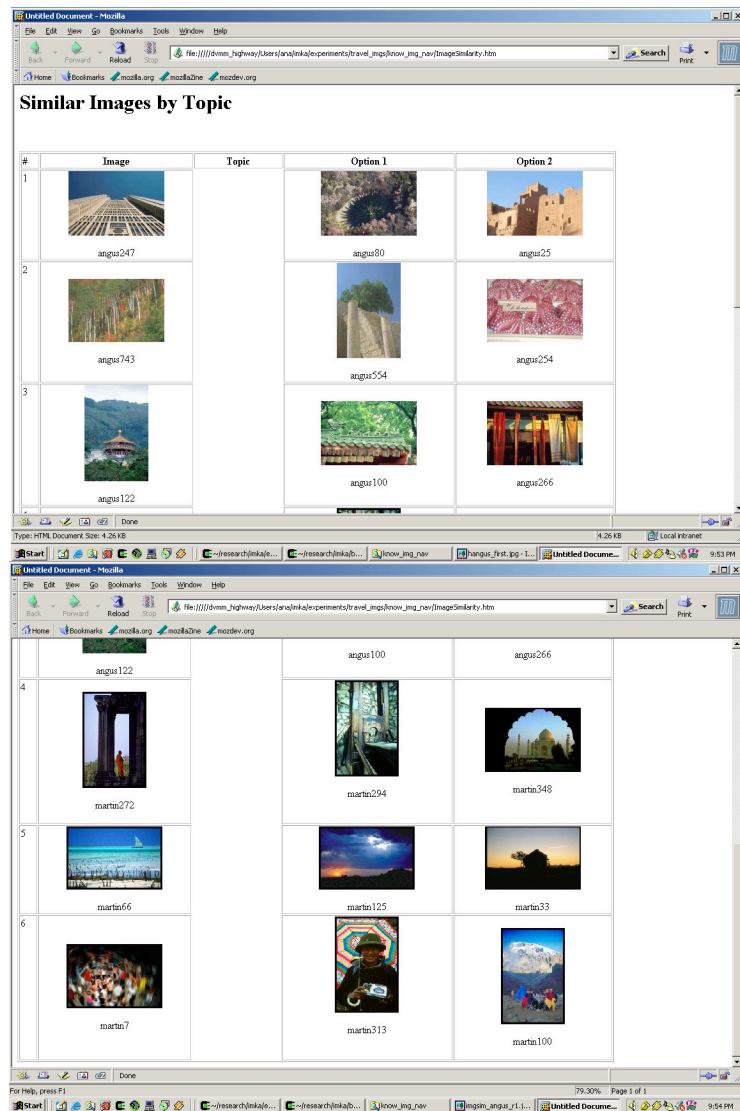 Untitled Document - Mozilla
File Edit View Go Bookmarks Tools Window Help
Back Forward Reload Stop file://///dvmm_highway/Users/ana/imka/experiments/travel_imgs/know_img_nav/ImageSimilarity.htm Search Print
Home Bookmarks mozilla.org mozillaZine mozdev.org
Similar Images by Topic
# Image Topic Option 1 Option 2
1
angus247 angus80 angus25
2
angus743 angus554 angus254
3
angus122 angus100 angus266
Done
Type: HTML Document Size: 4.26 KB 4.26 KB Local intranet
Start ~/research/imka/e... ~/research/imka/b... know_img_nav hangus_first.jpg - I... Untitled Docume... 9:53 PM
Untitled Document - Mozilla
File Edit View Go Bookmarks Tools Window Help
Back Forward Reload Stop file://///dvmm_highway/Users/ana/imka/experiments/travel_imgs/know_img_nav/ImageSimilarity.htm Search Print
Home Bookmarks mozilla.org mozillaZine mozdev.org
angus122 angus100 angus266
4
martin272 martin294 martin348
5
martin66 martin125 martin33
6
martin7 martin313 martin100
Done
For Help, press F1 79.30% Page 1 of 1
Start ~/research/imka/e... ~/research/imka/b... know_img_nav imgsim_angus_r1.j... Untitled Docume... 9:54 PM